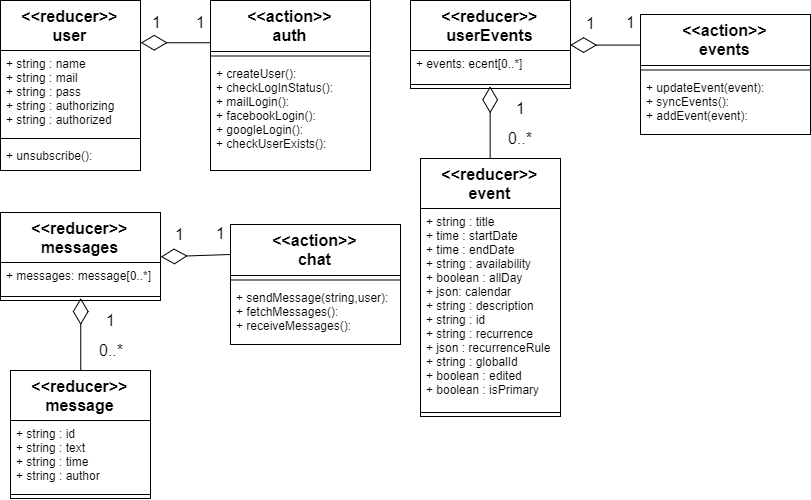 <<reducer>>
user
+ string : name
+ string : mail
+ string : pass
+ string : authorizing
+ string : authorized
+ unsubscribe():
1
1
<<action>>
auth
+ createUser():
+ checkLogInStatus():
+ mailLogin():
+ facebookLogin():
+ googleLogin():
+ checkUserExists():
<<reducer>>
userEvents
+ events: ecent[0..*]
1
1
<<action>>
events
+ updateEvent(event):
+ syncEvents():
+ addEvent(event):
1
0..*
<<reducer>>
event
+ string : title
+ time : startDate
+ time : endDate
+ string : availability
+ boolean : allDay
+ json: calendar
+ string : description
+ string : id
+ string : recurrence
+ json : recurrenceRule
+ string : globalId
+ boolean : edited
+ boolean : isPrimary
<<reducer>>
messages
+ messages: message[0..*]
1
1
<<action>>
chat
+ sendMessage(string,user):
+ fetchMessages():
+ receiveMessages():
1
0..*
<<reducer>>
message
+ string : id
+ string : text
+ string : time
+ string : author